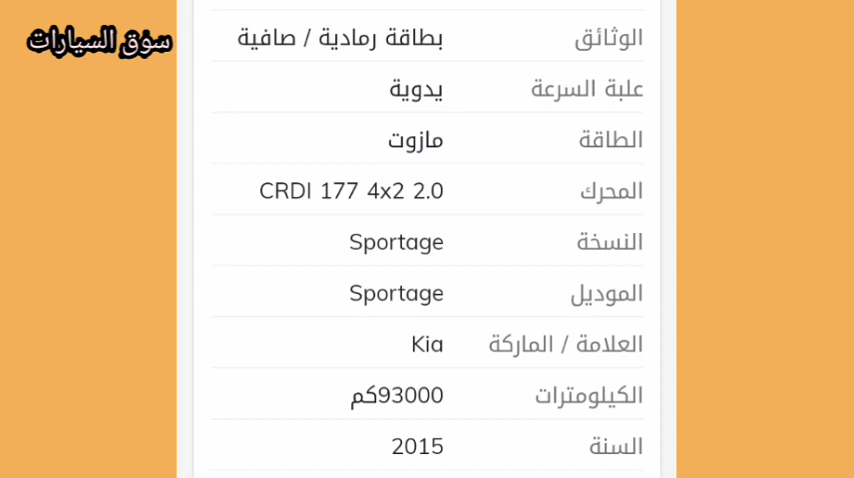 سوق السيارات
الوثائق بطاقة رمادية / صافية
علبة السرعة يدوية
الطاقة مازوت
المحرك 2.0 CRDI 177 4x2
النسخة Sportage
الموديل Sportage
العلامة / الماركة Kia
الكيلومترات 93000كم
السنة 2015